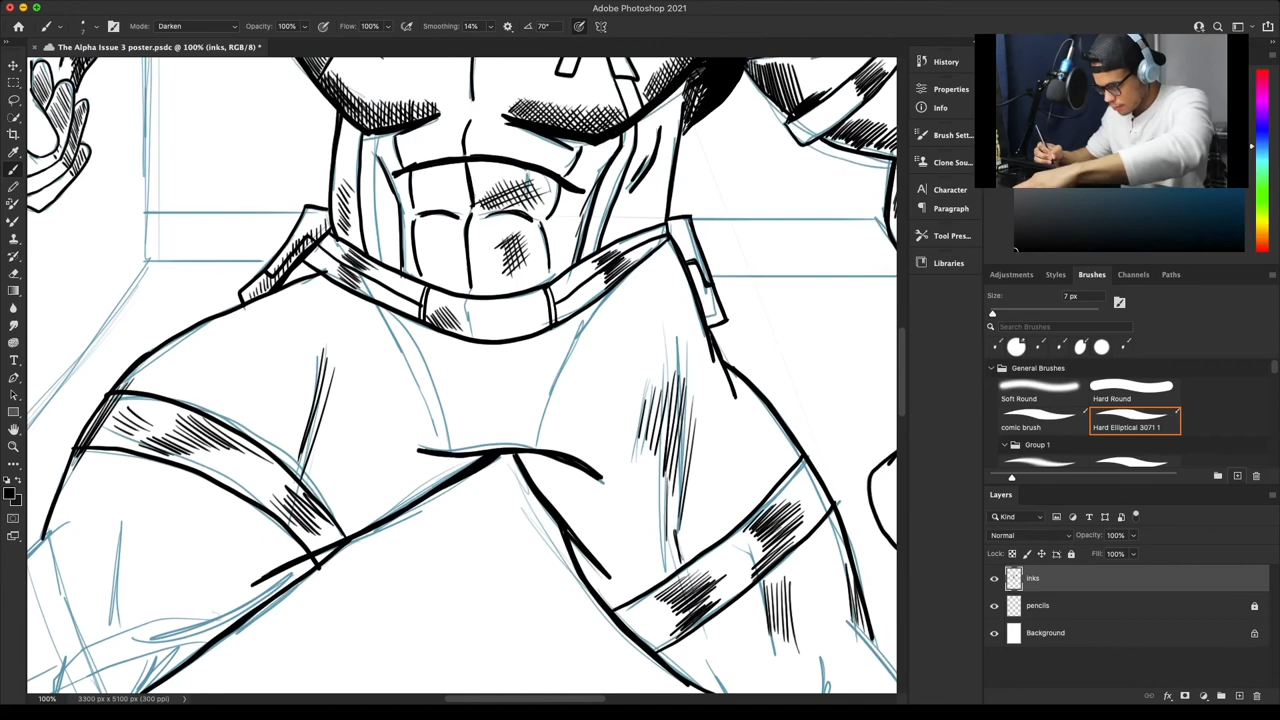 Adobe Photoshop 2021
7 Mode: Darken Opacity: 100% Flow: 100% Smoothing: 14% 70°
The Alpha Issue 3 poster.psdc @ 100% (inks, RGB/8) *
History
Properties
Info
Brush Sett...
Clone Sou...
Character
Paragraph
Tool Pres...
Libraries
Adjustments Styles Brushes Channels Paths
Size: 7 px
Search Brushes
General Brushes
Soft Round Hard Round
comic brush Hard Elliptical 3071 1
Group 1
Layers
Kind
Normal Opacity: 100%
Lock: Fill: 100%
inks
pencils
Background
100% 3300 px x 5100 px (300 ppi)